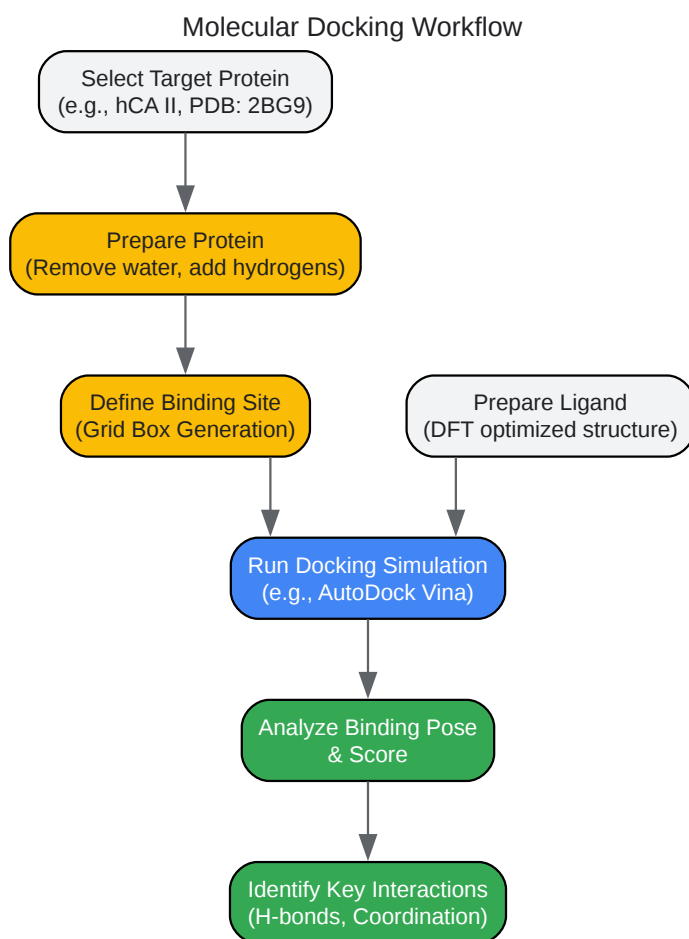 Molecular Docking Workflow
Select Target Protein
(e.g., hCA II, PDB: 2BG9)
Prepare Protein
(Remove water, add hydrogens)
Define Binding Site
(Grid Box Generation)
Prepare Ligand
(DFT optimized structure)
Run Docking Simulation
(e.g., AutoDock Vina)
Analyze Binding Pose
& Score
Identify Key Interactions
(H-bonds, Coordination)